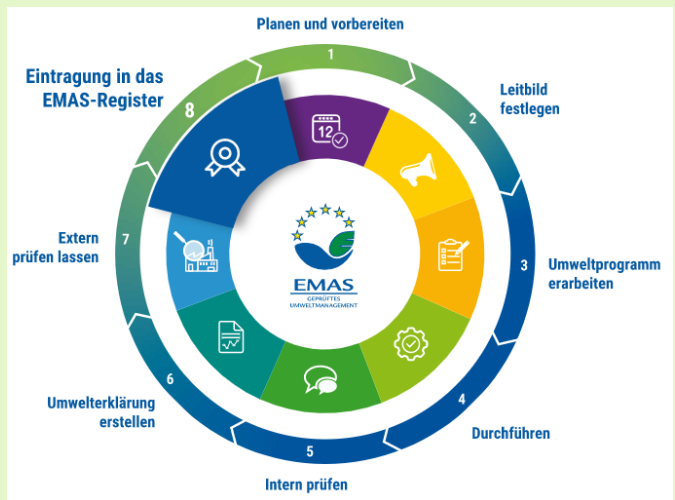 Planen und vorbereiten
1
Leitbild
festlegen
2
Umweltprogramm
erarbeiten
3
Durchführen
4
Intern prüfen
5
Umwelterklärung
erstellen
6
Extern
prüfen lassen
7
Eintragung in das
EMAS-Register
8
12
EMAS
GEPRÜFTES
UMWELTMANAGEMENT